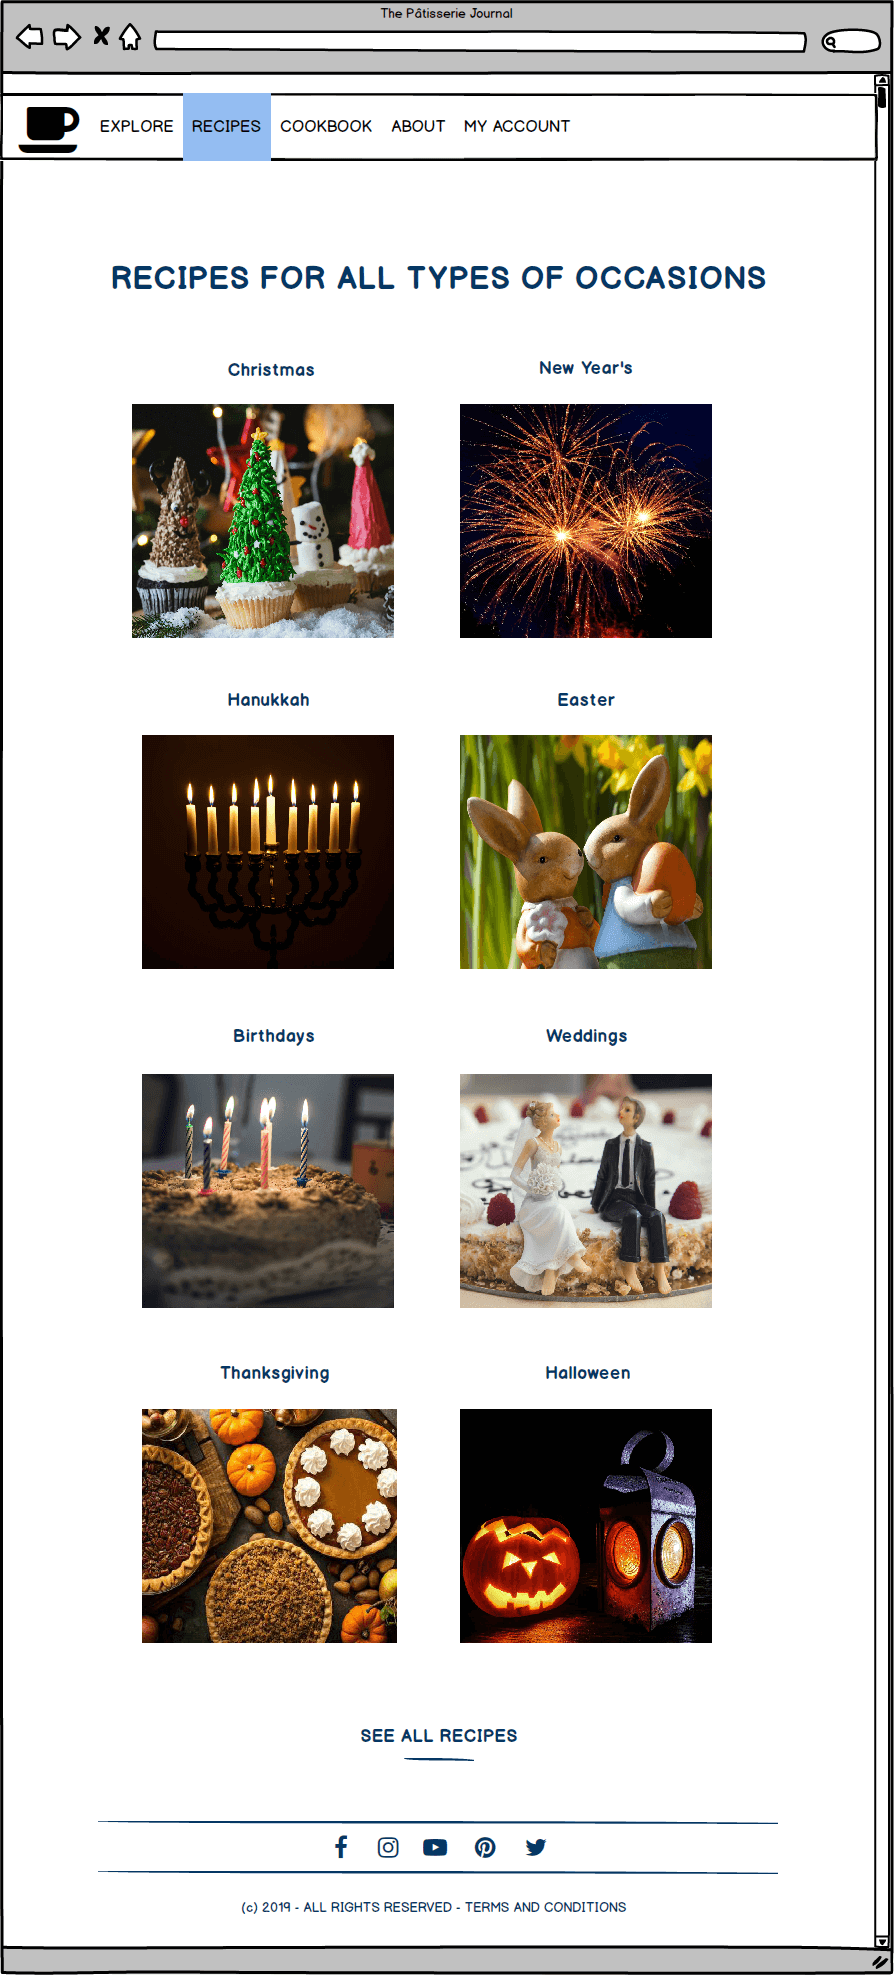 The Pâtisserie Journal
EXPLORE RECIPES COOKBOOK ABOUT MY ACCOUNT
RECIPES FOR ALL TYPES OF OCCASIONS
Christmas
New Year's
Hanukkah
Easter
Birthdays
Weddings
Thanksgiving
Halloween
SEE ALL RECIPES
(c) 2019 - ALL RIGHTS RESERVED - TERMS AND CONDITIONS